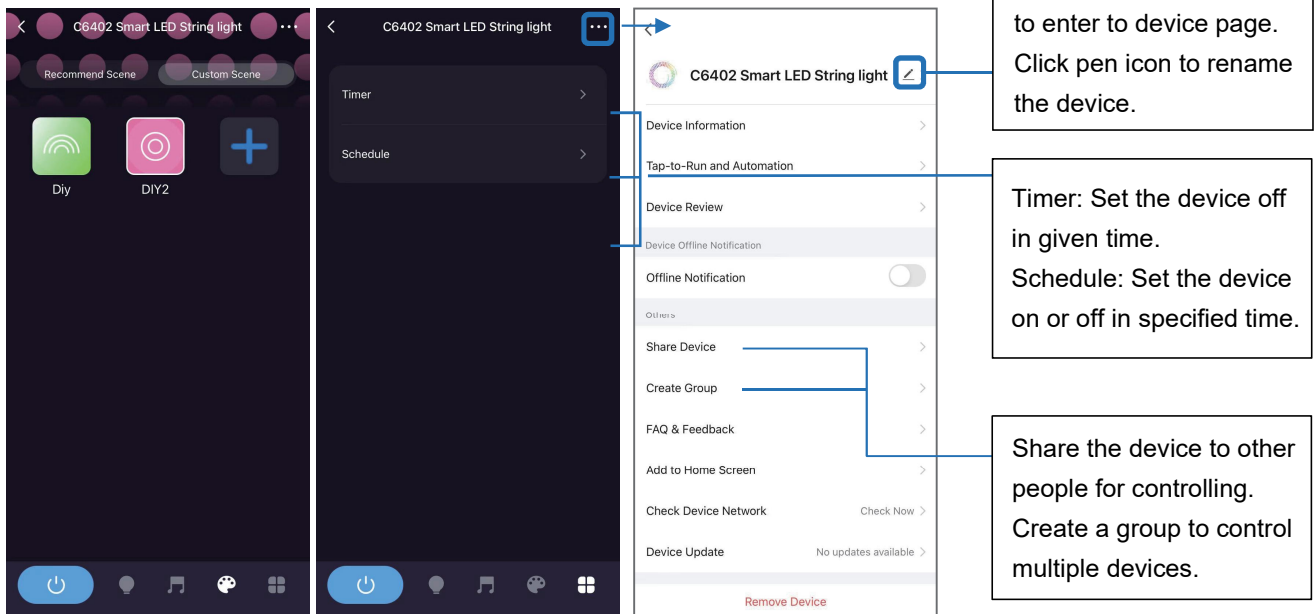 C6402 Smart LED String light
Recommend Scene
Custom Scene
Diy
DIY2
C6402 Smart LED String light
Timer
Schedule
C6402 Smart LED String light
Device Information
Tap-to-Run and Automation
Device Review
Device Offline Notification
Offline Notification
Others
Share Device
Create Group
FAQ & Feedback
Add to Home Screen
Check Device Network
Check Now
Device Update
No updates available
Remove Device
to enter to device page.
Click pen icon to rename
the device.
Timer: Set the device off
in given time.
Schedule: Set the device
on or off in specified time.
Share the device to other
people for controlling.
Create a group to control
multiple devices.